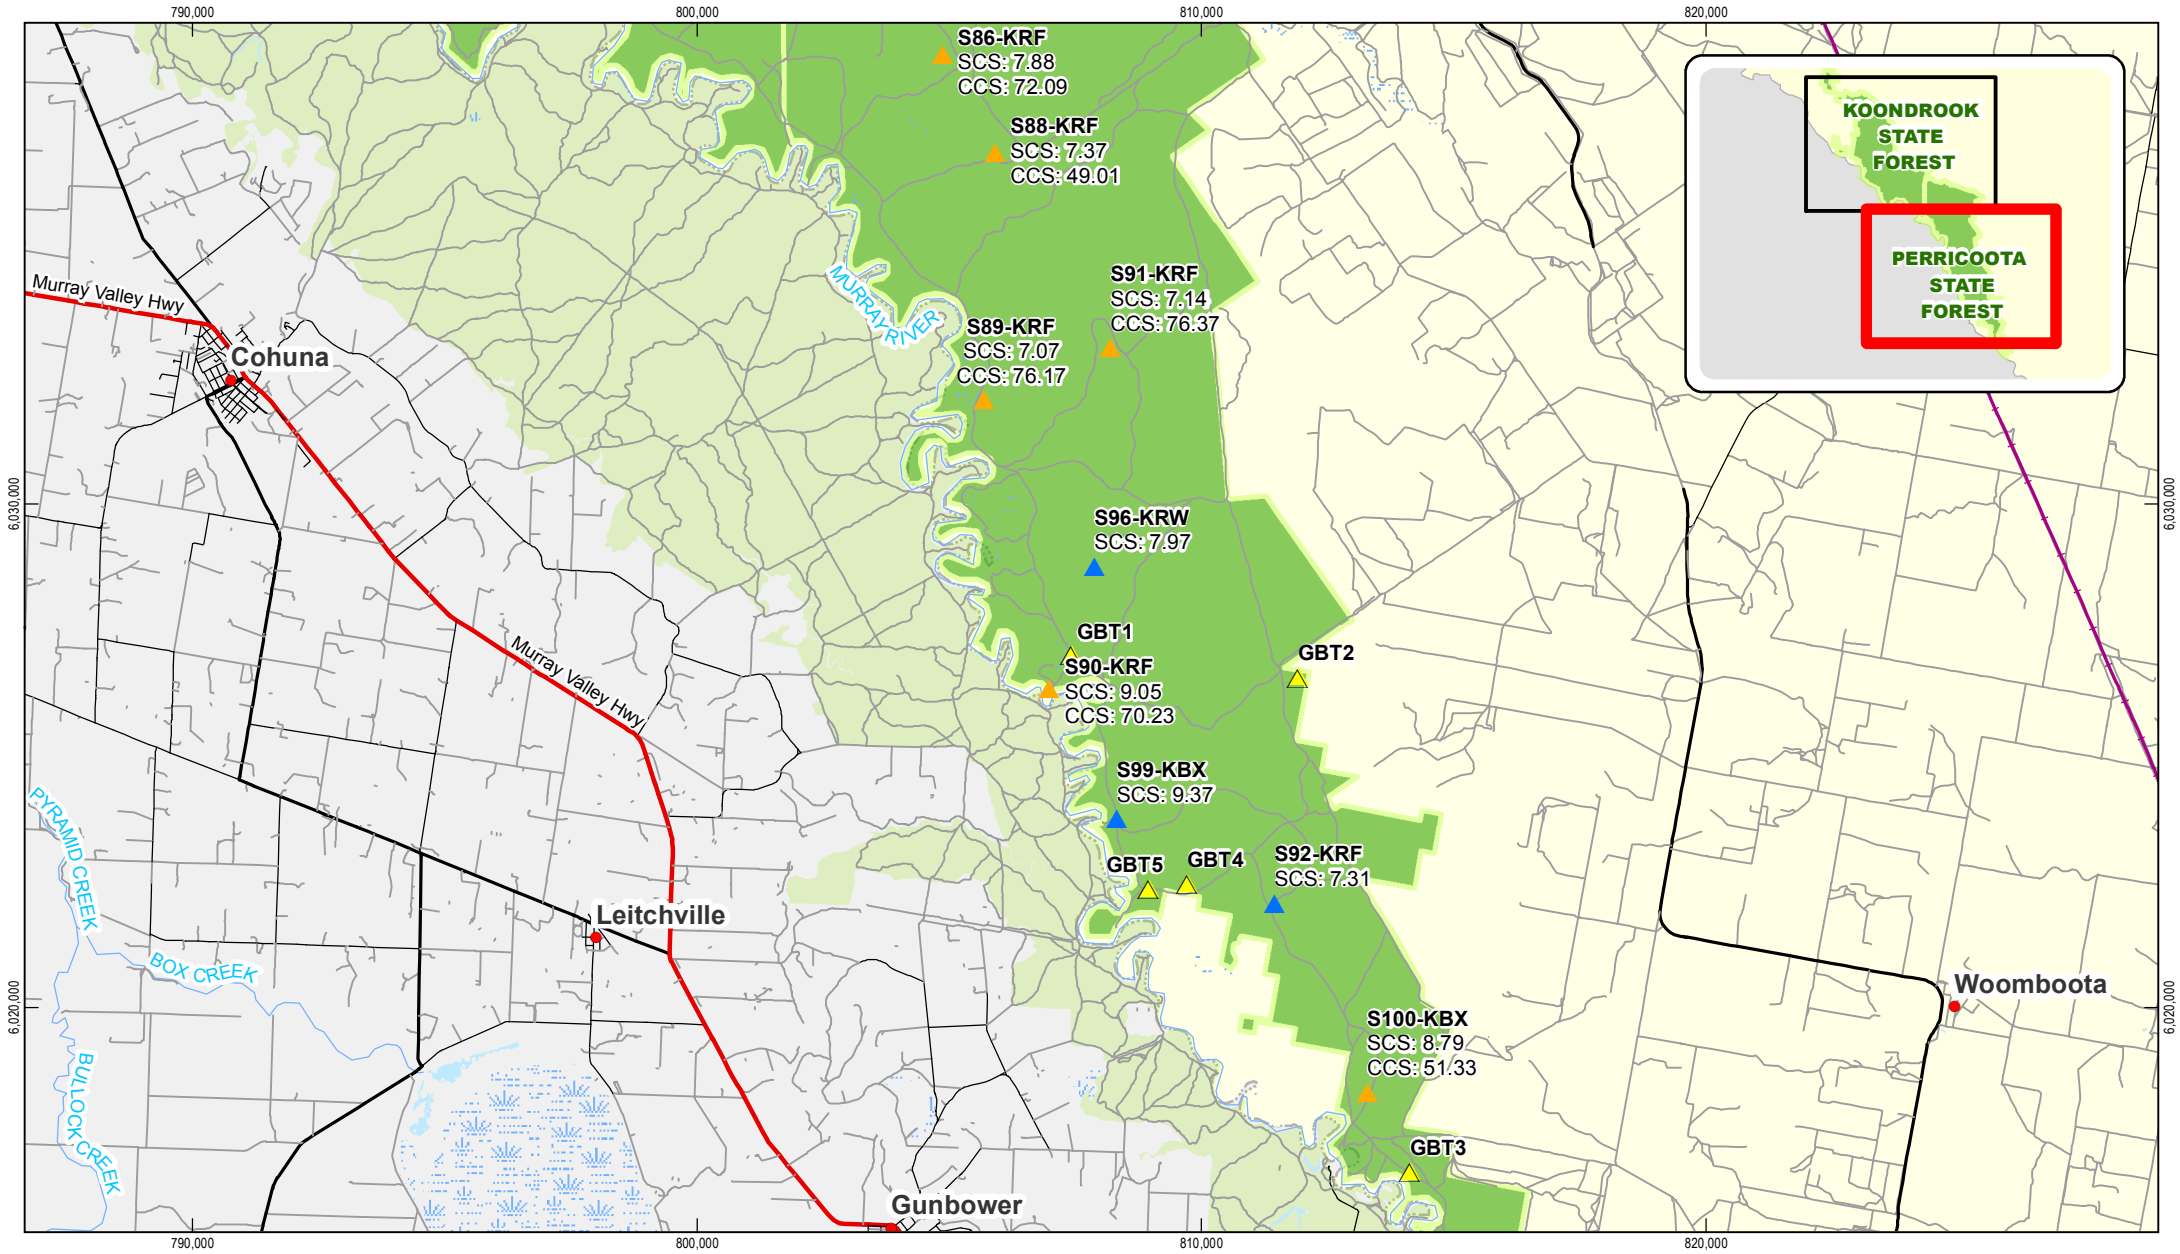 790,000
800,000
810,000
820,000
S86-KRF
SCS: 7.88
CCS: 72.09
S88-KRF
SCS: 7.37
CCS: 49.01
KOONDROOK
STATE
FOREST
PERRICOOTA
STATE
FOREST
Murray Valley Hwy
MURRAY RIVER
S91-KRF
SCS: 7.14
CCS: 76.37
S89-KRF
SCS: 7.07
CCS: 76.17
Cohuna
6,030,000
6,030,000
S96-KRW
SCS: 7.97
GBT1
S90-KRF
SCS: 9.05
CCS: 70.23
GBT2
Murray Valley Hwy
S99-KBX
SCS: 9.37
PYRAMID CREEK
GBT5
GBT4
S92-KRF
SCS: 7.31
Leitchville
BOX CREEK
Woomboota
6,020,000
6,020,000
S100-KBX
SCS: 8.79
CCS: 51.33
BULLOCK CREEK
GBT3
Gunbower
790,000
800,000
810,000
820,000